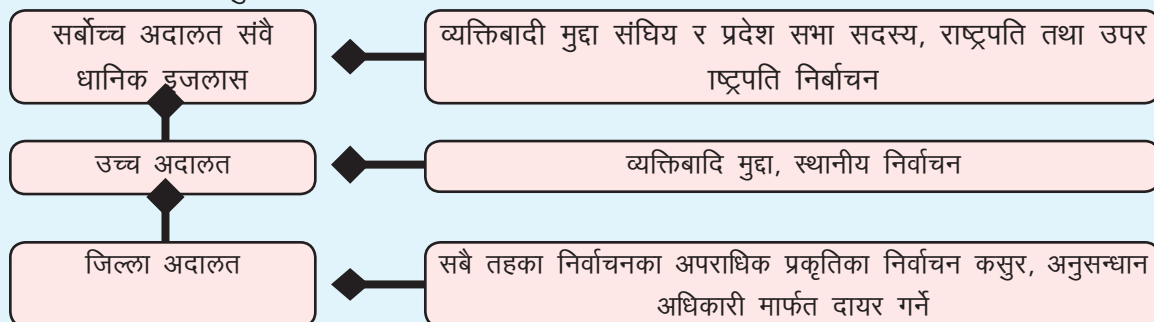 सर्बोच्च अदालत संवै
धानिक इजलास
व्यक्तिबादी मुद्दा संघिय र प्रदेश सभा सदस्य, राष्ट्रपति तथा उपर
ाष्ट्रपति निर्बाचन
उच्च अदालत
व्यक्तिबादि मुद्दा, स्थानीय निर्वाचन
जिल्ला अदालत
सबै तहका निर्वाचनका अपराधिक प्रकृतिका निर्वाचन कसुर, अनुसन्धान
अधिकारी मार्फत दायर गर्ने